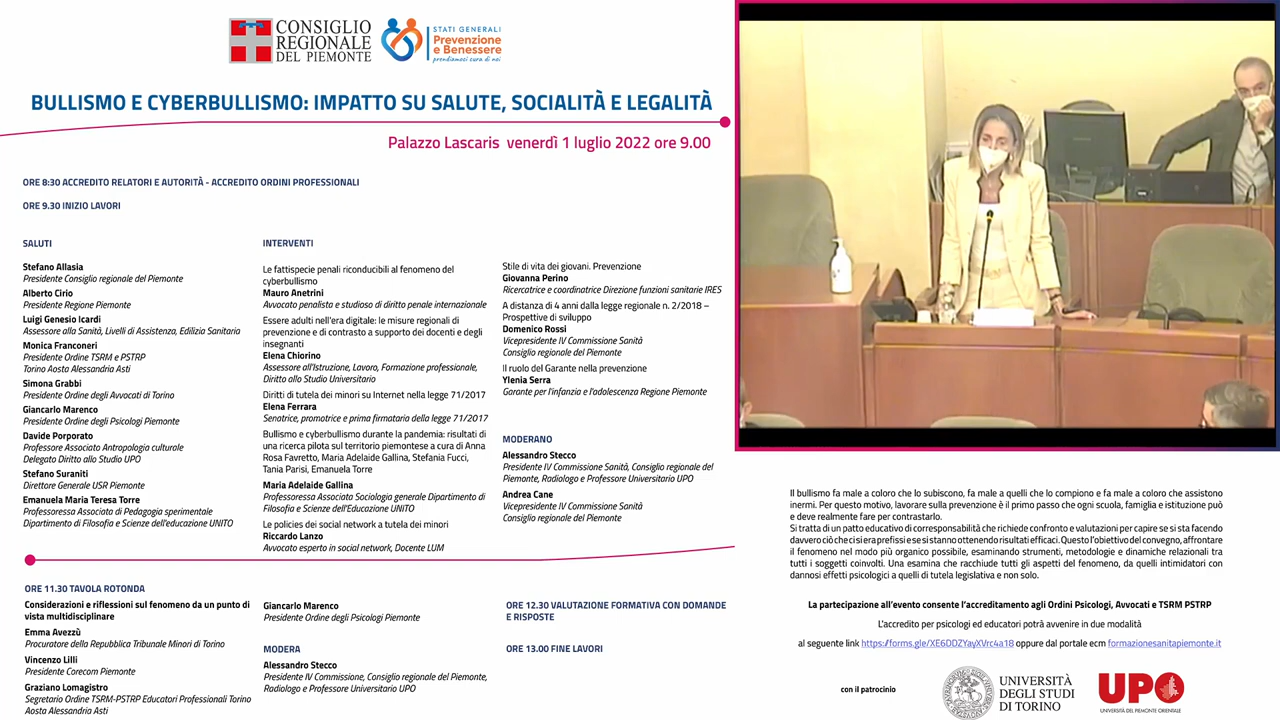 CONSIGLIO
REGIONALE
DEL PIEMONTE
STATI GENERALI
Prevenzione
e Benessere
prendiamoci cura di noi
BULLISMO E CYBERBULLISMO: IMPATTO SU SALUTE, SOCIALITÀ E LEGALITÀ
Palazzo Lascaris venerdì 1 luglio 2022 ore 9.00
ORE 8:30 ACCREDITO RELATORI E AUTORITÀ - ACCREDITO ORDINI PROFESSIONALI
ORE 9.30 INIZIO LAVORI
SALUTI
Stefano Allasia
Presidente Consiglio regionale del Piemonte
Alberto Cirio
Presidente Regione Piemonte
Luigi Genesio Icardi
Assessore alla Sanità, Livelli di Assistenza, Edilizia Sanitaria
Monica Franconeri
Presidente Ordine TSRM e PSTRP
Torino Aosta Alessandria Asti
Simona Grabbi
Presidente Ordine degli Avvocati di Torino
Giancarlo Marenco
Presidente Ordine degli Psicologi Piemonte
Davide Porporato
Professore Associato Antropologia culturale
Delegato Diritto allo Studio UPO
Stefano Suraniti
Direttore Generale USR Piemonte
Emanuela Maria Teresa Torre
Professoressa Associata di Pedagogia sperimentale
Dipartimento di Filosofia e Scienze dell'educazione UNITO
INTERVENTI
Le fattispecie penali riconducibili al fenomeno del
cyberbullismo
Mauro Anetrini
Avvocato penalista e studioso di diritto penale internazionale
Essere adulti nell'era digitale: le misure regionali di
prevenzione e di contrasto a supporto dei docenti e degli
insegnanti
Elena Chiorino
Assessore all'Istruzione, Lavoro, Formazione professionale,
Diritto allo Studio Universitario
Diritti di tutela dei minori su Internet nella legge 71/2017
Elena Ferrara
Senatrice, promotrice e prima firmataria della legge 71/2017
Bullismo e cyberbullismo durante la pandemia: risultati di
una ricerca pilota sul territorio piemontese a cura di Anna
Rosa Favretto, Maria Adelaide Gallina, Stefania Fucci,
Tania Parisi, Emanuela Torre
Maria Adelaide Gallina
Professoressa Associata Sociologia generale Dipartimento di
Filosofia e Scienze dell'Educazione UNITO
Le policies dei social network a tutela dei minori
Riccardo Lanzo
Avvocato esperto in social network, Docente LUM
Stile di vita dei giovani. Prevenzione
Giovanna Perino
Ricercatrice e coordinatrice Direzione funzioni sanitarie IRES
A distanza di 4 anni dalla legge regionale n. 2/2018 –
Prospettive di sviluppo
Domenico Rossi
Vicepresidente IV Commissione Sanità
Consiglio regionale del Piemonte
Il ruolo del Garante nella prevenzione
Ylenia Serra
Garante per l'infanzia e l'adolescenza Regione Piemonte
MODERANO
Alessandro Stecco
Presidente IV Commissione Sanità, Consiglio regionale del
Piemonte, Radiologo e Professore Universitario UPO
Andrea Cane
Vicepresidente IV Commissione Sanità
Consiglio regionale del Piemonte
ORE 11.30 TAVOLA ROTONDA
Considerazioni e riflessioni sul fenomeno da un punto di
vista multidisciplinare
Emma Avezzù
Procuratore della Repubblica Tribunale Minori di Torino
Vincenzo Lilli
Presidente Corecom Piemonte
Graziano Lomagistro
Segretario Ordine TSRM-PSTRP Educatori Professionali Torino
Aosta Alessandria Asti
Giancarlo Marenco
Presidente Ordine degli Psicologi Piemonte
MODERA
Alessandro Stecco
Presidente IV Commissione, Consiglio regionale del Piemonte,
Radiologo e Professore Universitario UPO
ORE 12.30 VALUTAZIONE FORMATIVA CON DOMANDE
E RISPOSTE
ORE 13.00 FINE LAVORI
Il bullismo fa male a coloro che lo subiscono, fa male a quelli che lo compiono e fa male a coloro che assistono
inermi. Per questo motivo, lavorare sulla prevenzione è il primo passo che ogni scuola, famiglia e istituzione può
e deve realmente fare per contrastarlo.
Si tratta di un patto educativo di corresponsabilità che richiede confronto e valutazioni per capire se si sta facendo
davvero ciò che ci si era prefissi e se si stanno ottenendo risultati efficaci. Questo l'obiettivo del convegno, affrontare
il fenomeno nel modo più organico possibile, esaminando strumenti, metodologie e dinamiche relazionali tra
tutti i soggetti coinvolti. Una esamina che racchiude tutti gli aspetti del fenomeno, da quelli intimidatori con
dannosi effetti psicologici a quelli di tutela legislativa e non solo.
La partecipazione all'evento consente l'accreditamento agli Ordini Psicologi, Avvocati e TSRM PSTRP
L'accredito per psicologi ed educatori potrà avvenire in due modalità
al seguente link https://forms.gle/XE6DDZYayXVrc4a18 oppure dal portale ecm formazionesanitapiemonte.it
con il patrocinio
UNIVERSITÀ
DEGLI STUDI
DI TORINO
UPO
UNIVERSITÀ DEL PIEMONTE ORIENTALE